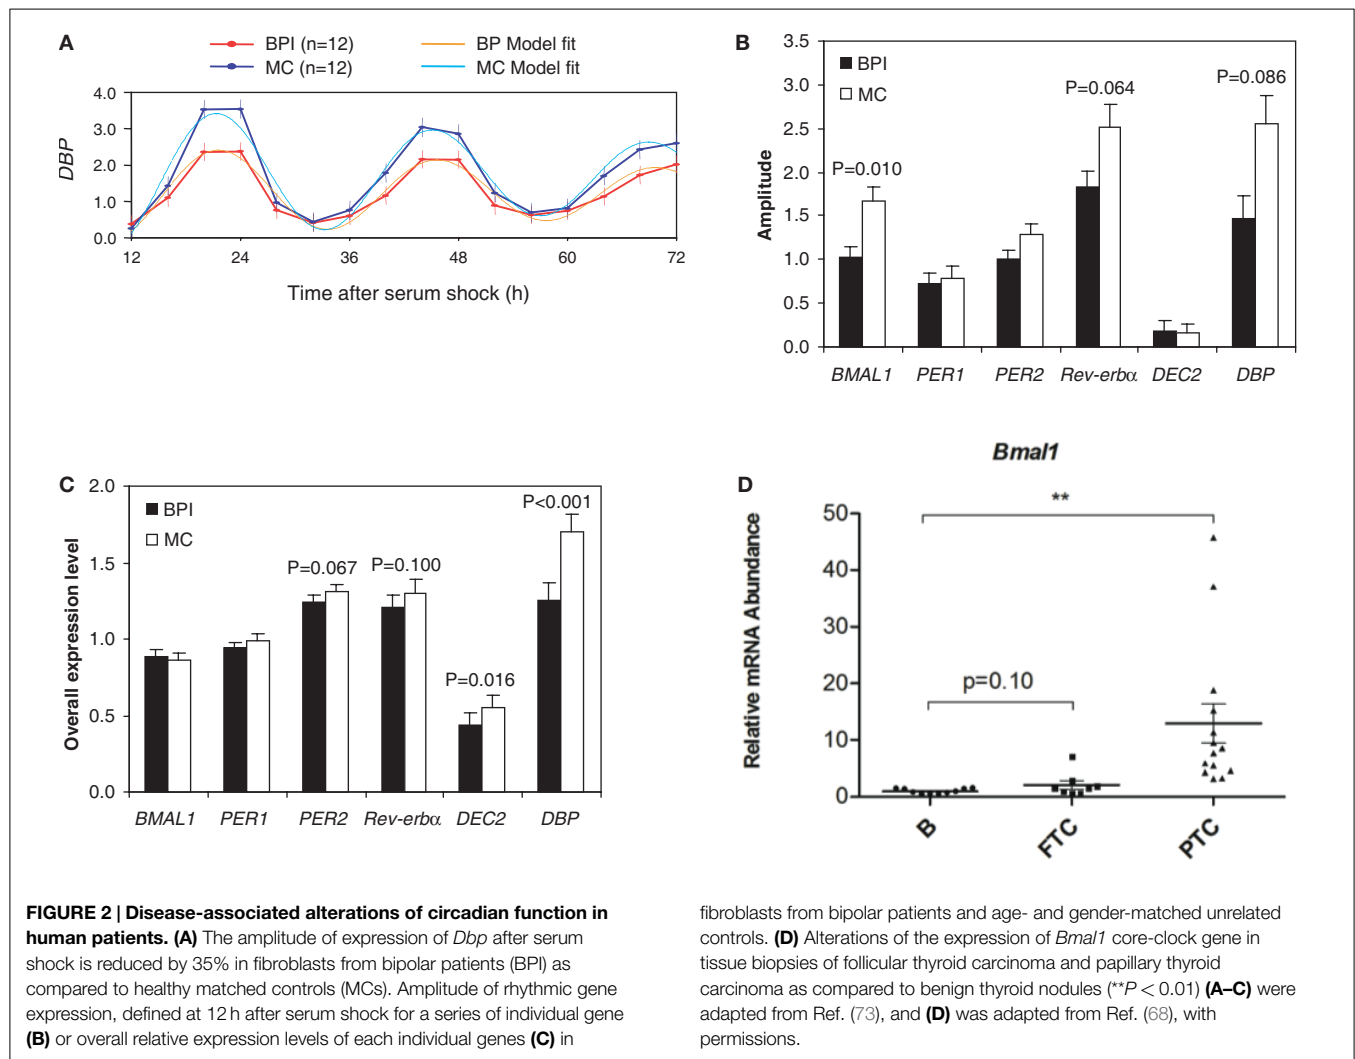 A
BPI (n=12)
BP Model fit
MC (n=12)
MC Model fit
DBP
4.0
3.0
2.0
1.0
0.0
12
24
36
48
60
72
Time after serum shock (h)
B
BPI
MC
Amplitude
3.5
3.0
2.5
2.0
1.5
1.0
0.5
0.0
P=0.010
P=0.064
P=0.086
BMAL1
PER1
PER2
Rev-erbα
DEC2
DBP
C
BPI
MC
Overall expression level
2.0
1.5
1.0
0.5
0.0
P=0.067
P=0.100
P=0.016
P<0.001
BMAL1
PER1
PER2
Rev-erbα
DEC2
DBP
D
Bmal1
Relative mRNA Abundance
50
40
30
20
10
0
**
p=0.10
B
FTC
PTC
FIGURE 2 | Disease-associated alterations of circadian function in
human patients. (A) The amplitude of expression of Dbp after serum
shock is reduced by 35% in fibroblasts from bipolar patients (BPI) as
compared to healthy matched controls (MCs). Amplitude of rhythmic gene
expression, defined at 12 h after serum shock for a series of individual gene
(B) or overall relative expression levels of each individual genes (C) in
fibroblasts from bipolar patients and age- and gender-matched unrelated
controls. (D) Alterations of the expression of Bmal1 core-clock gene in
tissue biopsies of follicular thyroid carcinoma and papillary thyroid
carcinoma as compared to benign thyroid nodules (**P < 0.01) (A–C) were
adapted from Ref. (73), and (D) was adapted from Ref. (68), with
permissions.